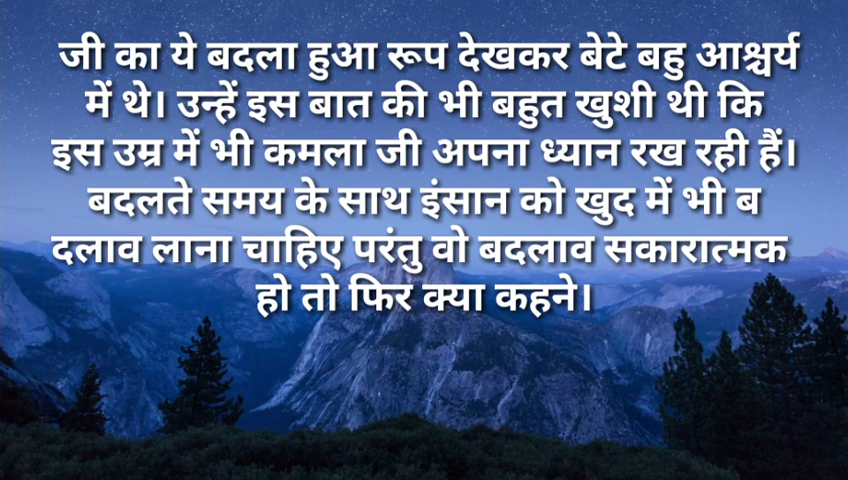 जी का ये बदला हुआ रूप देखकर बेटे बहु आश्चर्य
में थे। उन्हें इस बात की भी बहुत खुशी थी कि
इस उम्र में भी कमला जी अपना ध्यान रख रही हैं।
बदलते समय के साथ इंसान को खुद में भी ब
दलाव लाना चाहिए परंतु वो बदलाव सकारात्मक
हो तो फिर क्या कहने।